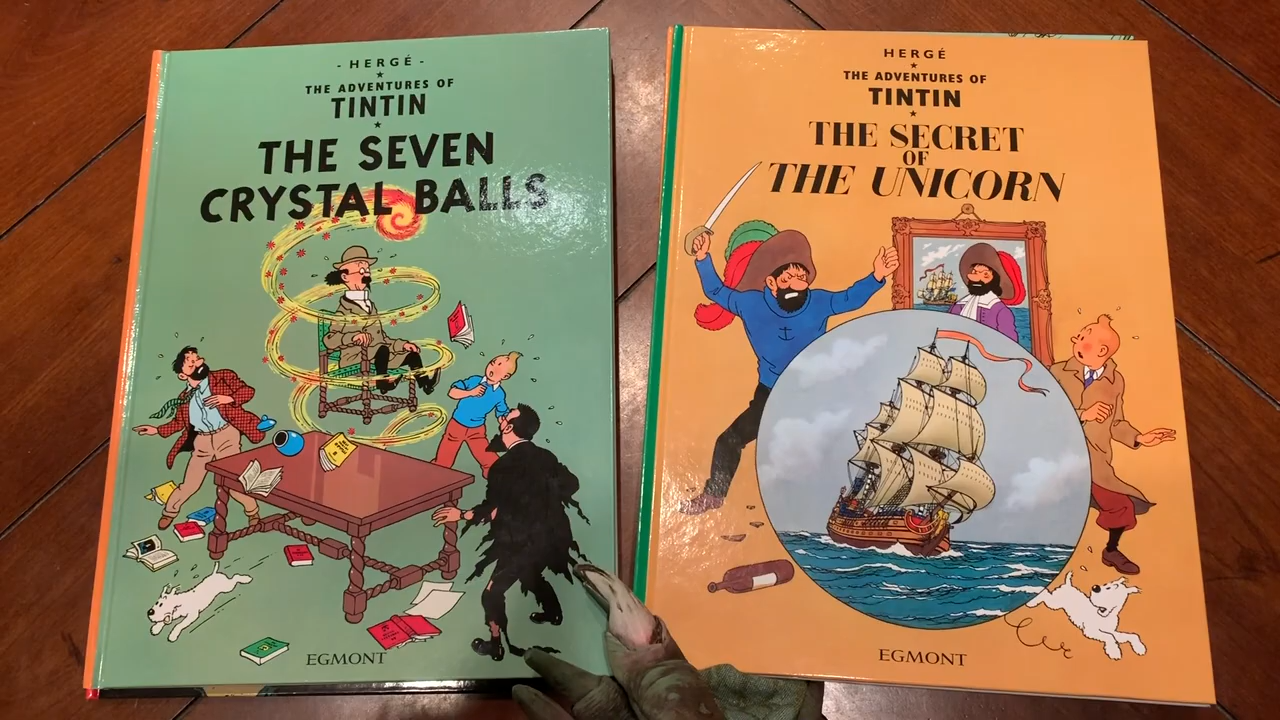 - HERGÉ -
THE ADVENTURES OF
TINTIN
THE SEVEN
CRYSTAL BALLS
EGMONT
HERGÉ
THE ADVENTURES OF
TINTIN
THE SECRET
OF
THE UNICORN
EGMONT